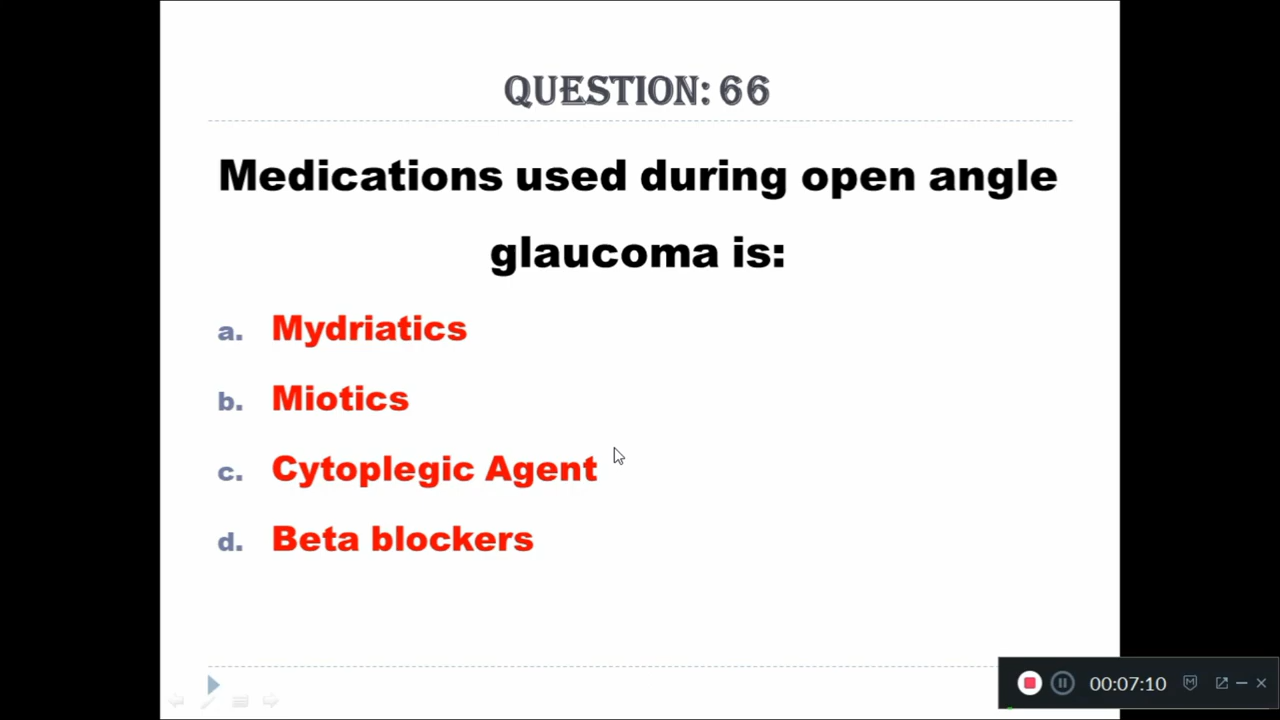 QUESTION: 66
Medications used during open angle
glaucoma is:
a. Mydriatics
b. Miotics
c. Cytoplegic Agent
d. Beta blockers
00:07:10